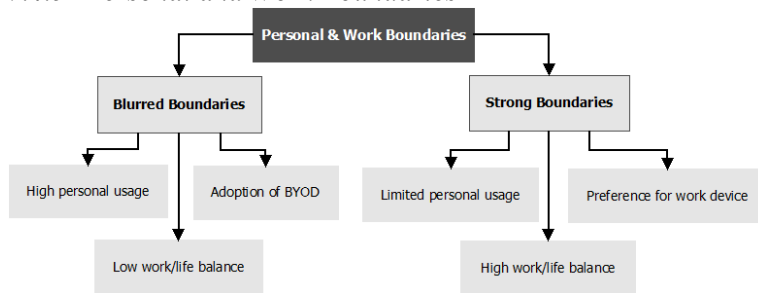 Personal & Work Boundaries
Blurred Boundaries
Strong Boundaries
High personal usage
Adoption of BYOD
Limited personal usage
Preference for work device
Low work/life balance
High work/life balance